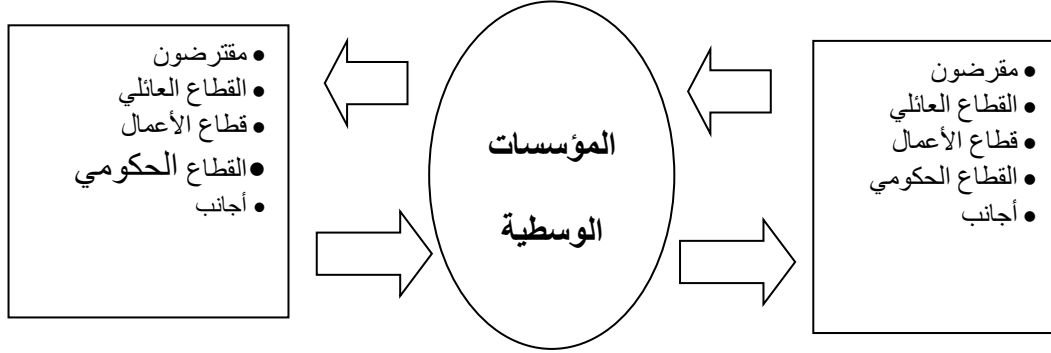 • مقرضون
• القطاع العائلي
• قطاع الأعمال
• القطاع الحكومي
• أجانب
المؤسسات
الوسطية
• مقترضون
• القطاع العائلي
• قطاع الأعمال
•القطاع الحكومي
• أجانب